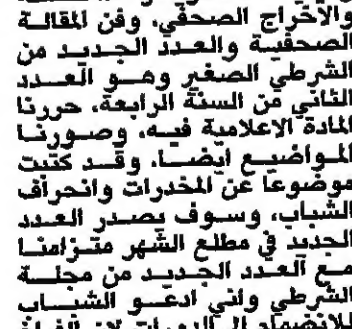 والاخراج الصحفي، وفن المقالة
الصحفية والعدد الجديد من
الشرطي الصغير وهو العدد
الثاني من السنة الرابعة، حررنا
المادة الاعلامية فيه، وصورنا
المواضيع ايضا، وقد كتبت
موضوعا عن المخدرات وانحراف
الشباب، وسوف يصدر العدد
الجديد في مطلع الشهر متزامنا
مع العدد الجديد من مجلة
الشرطي واني ادعو الشباب